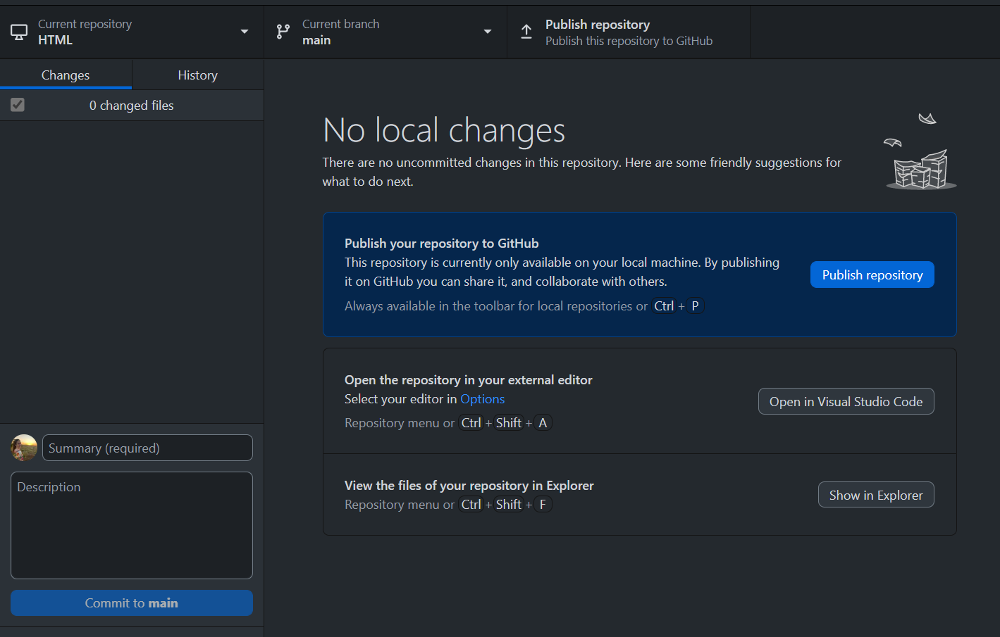 Current repository
HTML
Current branch
main
Publish repository
Publish this repository to GitHub
Changes
History
0 changed files
No local changes
There are no uncommitted changes in this repository. Here are some friendly suggestions for
what to do next.
Publish your repository to GitHub
This repository is currently only available on your local machine. By publishing
it on GitHub you can share it, and collaborate with others.
Always available in the toolbar for local repositories or Ctrl + P
Publish repository
Open the repository in your external editor
Select your editor in Options
Repository menu or Ctrl + Shift + A
Open in Visual Studio Code
View the files of your repository in Explorer
Repository menu or Ctrl + Shift + F
Show in Explorer
Summary (required)
Description
Commit to main